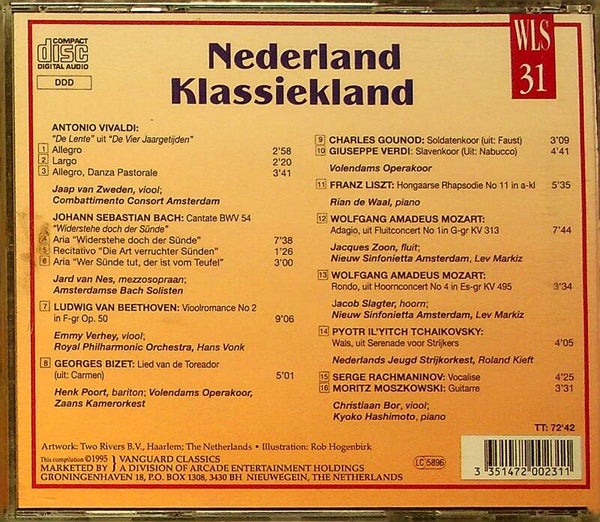 COMPACT
disc
DIGITAL AUDIO
DDD
Nederland
Klassiekland
WLS
31
ANTONIO VIVALDI:
"De Lente" uit "De Vier Jaargetijden"
1 Allegro 2'58
2 Largo 2'20
3 Allegro, Danza Pastorale 3'41
Jaap van Zweden, viool;
Combattimento Consort Amsterdam
JOHANN SEBASTIAN BACH: Cantate BWV 54
"Widerstehe doch der Sünde"
4 Aria "Widerstehe doch der Sünde" 7'38
5 Recitativo "Die Art verruchter Sünden" 1'26
6 Aria "Wer Sünde tut, der ist vom Teufel" 3'00
Jard van Nes, mezzosopraan;
Amsterdamse Bach Solisten
7 LUDWIG VAN BEETHOVEN: Vioolromance No 2
in F-gr Op. 50 9'06
Emmy Verhey, viool;
Royal Philharmonic Orchestra, Hans Vonk
8 GEORGES BIZET: Lied van de Toreador
(uit: Carmen) 5'01
Henk Poort, bariton; Volendams Operakoor,
Zaans Kamerorkest
9 CHARLES GOUNOD: Soldatenkoor (uit: Faust) 3'09
10 GIUSEPPE VERDI: Slavenkoor (Uit: Nabucco) 4'41
Volendams Operakoor
11 FRANZ LISZT: Hongaarse Rhapsodie No 11 in a-kl 5'35
Rian de Waal, piano
12 WOLFGANG AMADEUS MOZART:
Adagio, uit Fluitconcert No 1in G-gr KV 313 7'44
Jacques Zoon, fluit;
Nieuw Sinfonietta Amsterdam, Lev Markiz
13 WOLFGANG AMADEUS MOZART:
Rondo, uit Hoornconcert No 4 in Es-gr KV 495 3'34
Jacob Slagter, hoorn;
Nieuw Sinfonietta Amsterdam, Lev Markiz
14 PYOTR IL'YITCH TCHAIKOVSKY:
Wals, uit Serenade voor Strijkers 4'05
Nederlands Jeugd Strijkorkest, Roland Kieft
15 SERGE RACHMANINOV: Vocalise 4'25
16 MORITZ MOSZKOWSKI: Guitarre 3'31
Christiaan Bor, viool;
Kyoko Hashimoto, piano
TT: 72'42
Artwork: Two Rivers B.V., Haarlem; The Netherlands • Illustration: Rob Hogenbirk
This compilation ©1995 } VANGUARD CLASSICS
MARKETED BY } A DIVISION OF ARCADE ENTERTAINMENT HOLDINGS
GRONINGENHAVEN 18, P.O. BOX 1308, 3430 BH NIEUWEGEIN, THE NETHERLANDS
LC 5896
3 351472 002311